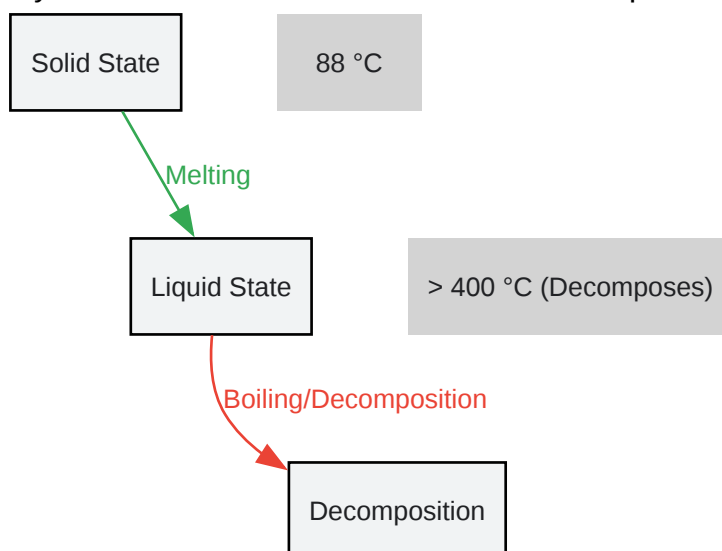 Solid State
88 °C
Melting
Liquid State
> 400 °C (Decomposes)
Boiling/Decomposition
Decomposition